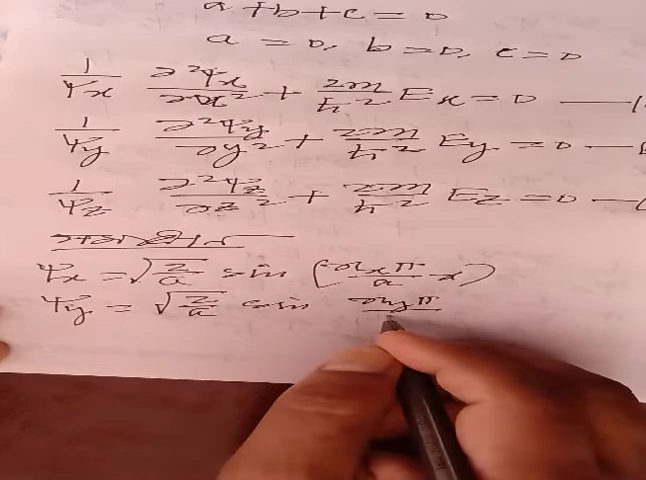 a + b + c = 0
a = 0, b = 0, c = 0
1/Ψx ∂²Ψx/∂x² + 2m/ħ² Ex = 0 —
1/Ψy ∂²Ψy/∂y² + 2m/ħ² Ey = 0 —
1/Ψz ∂²Ψz/∂z² + 2m/ħ² Ez = 0 —
Ψx = √(2/a) sin (nxπ/a x)
Ψy = √(2/a) sin nyπ/